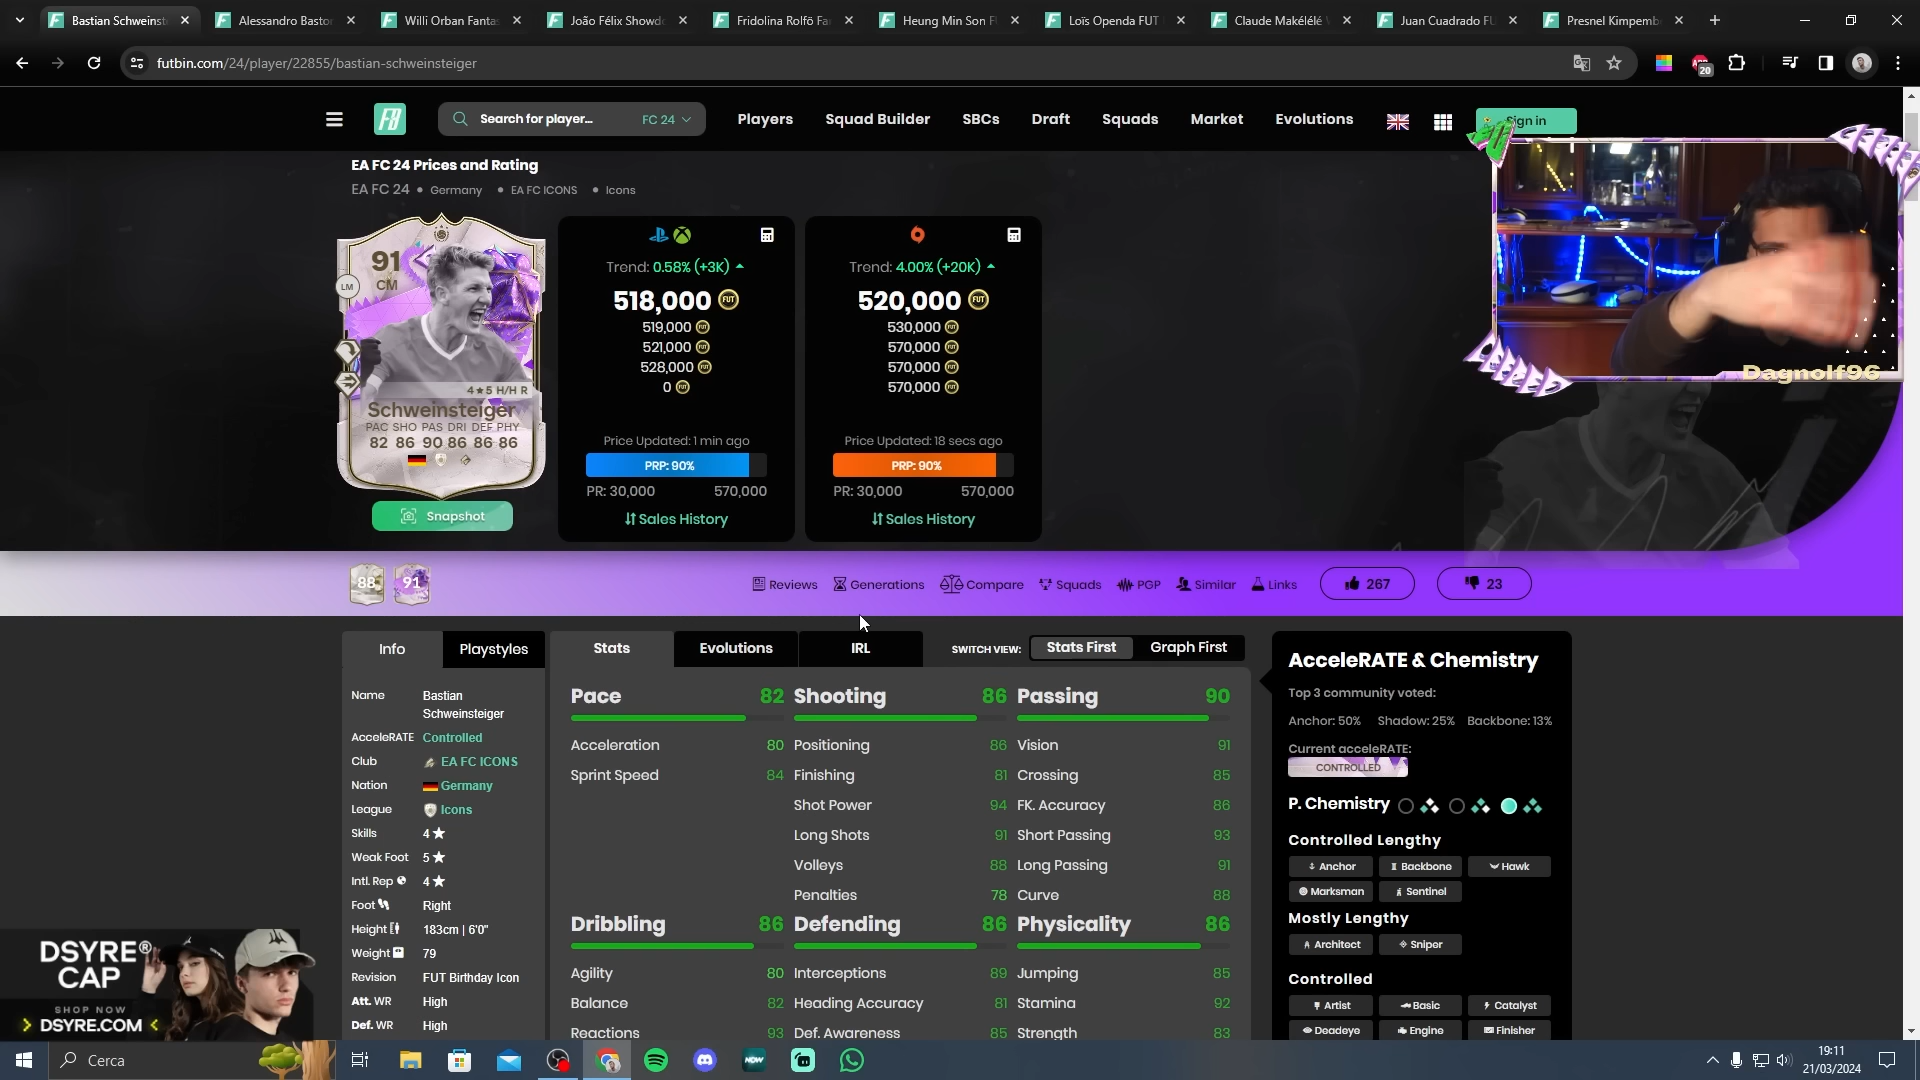 Bastian Schweinst
Alessandro Bastor
Willi Orban Fantas
João Félix Showd
Fridolina Rolfö Fa
Heung Min Son F
Loïs Openda FUT
Claude Makélélé
Juan Cuadrado FU
Presnel Kimpemb
futbin.com/24/player/22855/bastian-schweinsteiger
20
Search for player...
FC 24
Players
Squad Builder
SBCs
Draft
Squads
Market
Evolutions
Sign in
EA FC 24 Prices and Rating
EA FC 24 • Germany • EA FC ICONS • Icons
91
CM
LM
4★5 H/H R
Schweinsteiger
PAC SHO PAS DRI DEF PHY
82 86 90 86 86 86
Snapshot
Trend: 0.58% (+3K)
518,000
519,000
521,000
528,000
0
Price Updated: 1 min ago
PRP: 90%
PR: 30,000 570,000
Sales History
Trend: 4.00% (+20K)
520,000
530,000
570,000
570,000
570,000
Price Updated: 18 secs ago
PRP: 90%
PR: 30,000 570,000
Sales History
Dagnolf96
88 91
Reviews Generations Compare Squads PGP Similar Links 267 23
Info Playstyles
Name Bastian
Schweinsteiger
AcceleRATE Controlled
Club EA FC ICONS
Nation Germany
League Icons
Skills 4★
Weak Foot 5★
Intl. Rep 4★
Foot Right
Height 183cm | 6'0"
Weight 79
Revision FUT Birthday Icon
Att. WR High
Def. WR High
Stats Evolutions IRL SWITCH VIEW: Stats First Graph First
Pace 82
Acceleration 80
Sprint Speed 84
Shooting 86
Positioning 86
Finishing 81
Shot Power 94
Long Shots 91
Volleys 88
Penalties 78
Passing 90
Vision 91
Crossing 85
FK. Accuracy 86
Short Passing 93
Long Passing 91
Curve 88
Dribbling 86
Agility 80
Balance 82
Reactions 93
Defending 86
Interceptions 89
Heading Accuracy 81
Def. Awareness 85
Physicality 86
Jumping 85
Stamina 92
Strength 83
AcceleRATE & Chemistry
Top 3 community voted:
Anchor: 50% Shadow: 25% Backbone: 13%
Current acceleRATE:
CONTROLLED
P. Chemistry
Controlled Lengthy
Anchor Backbone Hawk
Marksman Sentinel
Mostly Lengthy
Architect Sniper
Controlled
Artist Basic Catalyst
Deadeye Engine Finisher
DSYRE®
CAP
SHOP NOW
DSYRE.COM
Cerca
NOW
19:11
21/03/2024